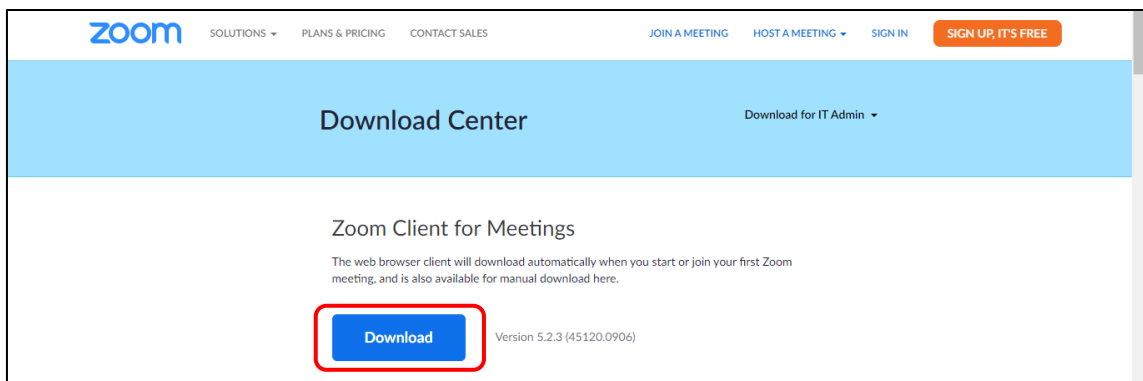 zoom SOLUTIONS PLANS & PRICING CONTACT SALES JOIN A MEETING HOST A MEETING SIGN IN SIGN UP, IT'S FREE
Download Center Download for IT Admin
Zoom Client for Meetings
The web browser client will download automatically when you start or join your first Zoom
meeting, and is also available for manual download here.
Download Version 5.2.3 (45120.0906)